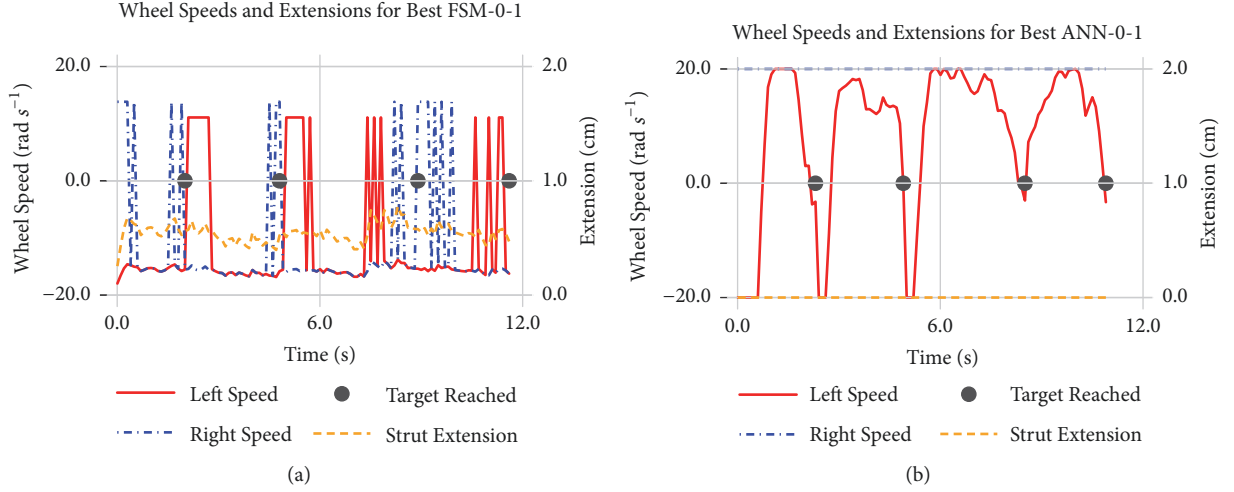 Wheel Speeds and Extensions for Best FSM-0-1
20.0
0.0
−20.0
Wheel Speed (rad s⁻¹)
2.0
1.0
0.0
Extension (cm)
0.0 6.0 12.0
Time (s)
Left Speed Target Reached
Right Speed Strut Extension
(a)
Wheel Speeds and Extensions for Best ANN-0-1
20.0
0.0
−20.0
Wheel Speed (rad s⁻¹)
2.0
1.0
0.0
Extension (cm)
0.0 6.0 12.0
Time (s)
Left Speed Target Reached
Right Speed Strut Extension
(b)